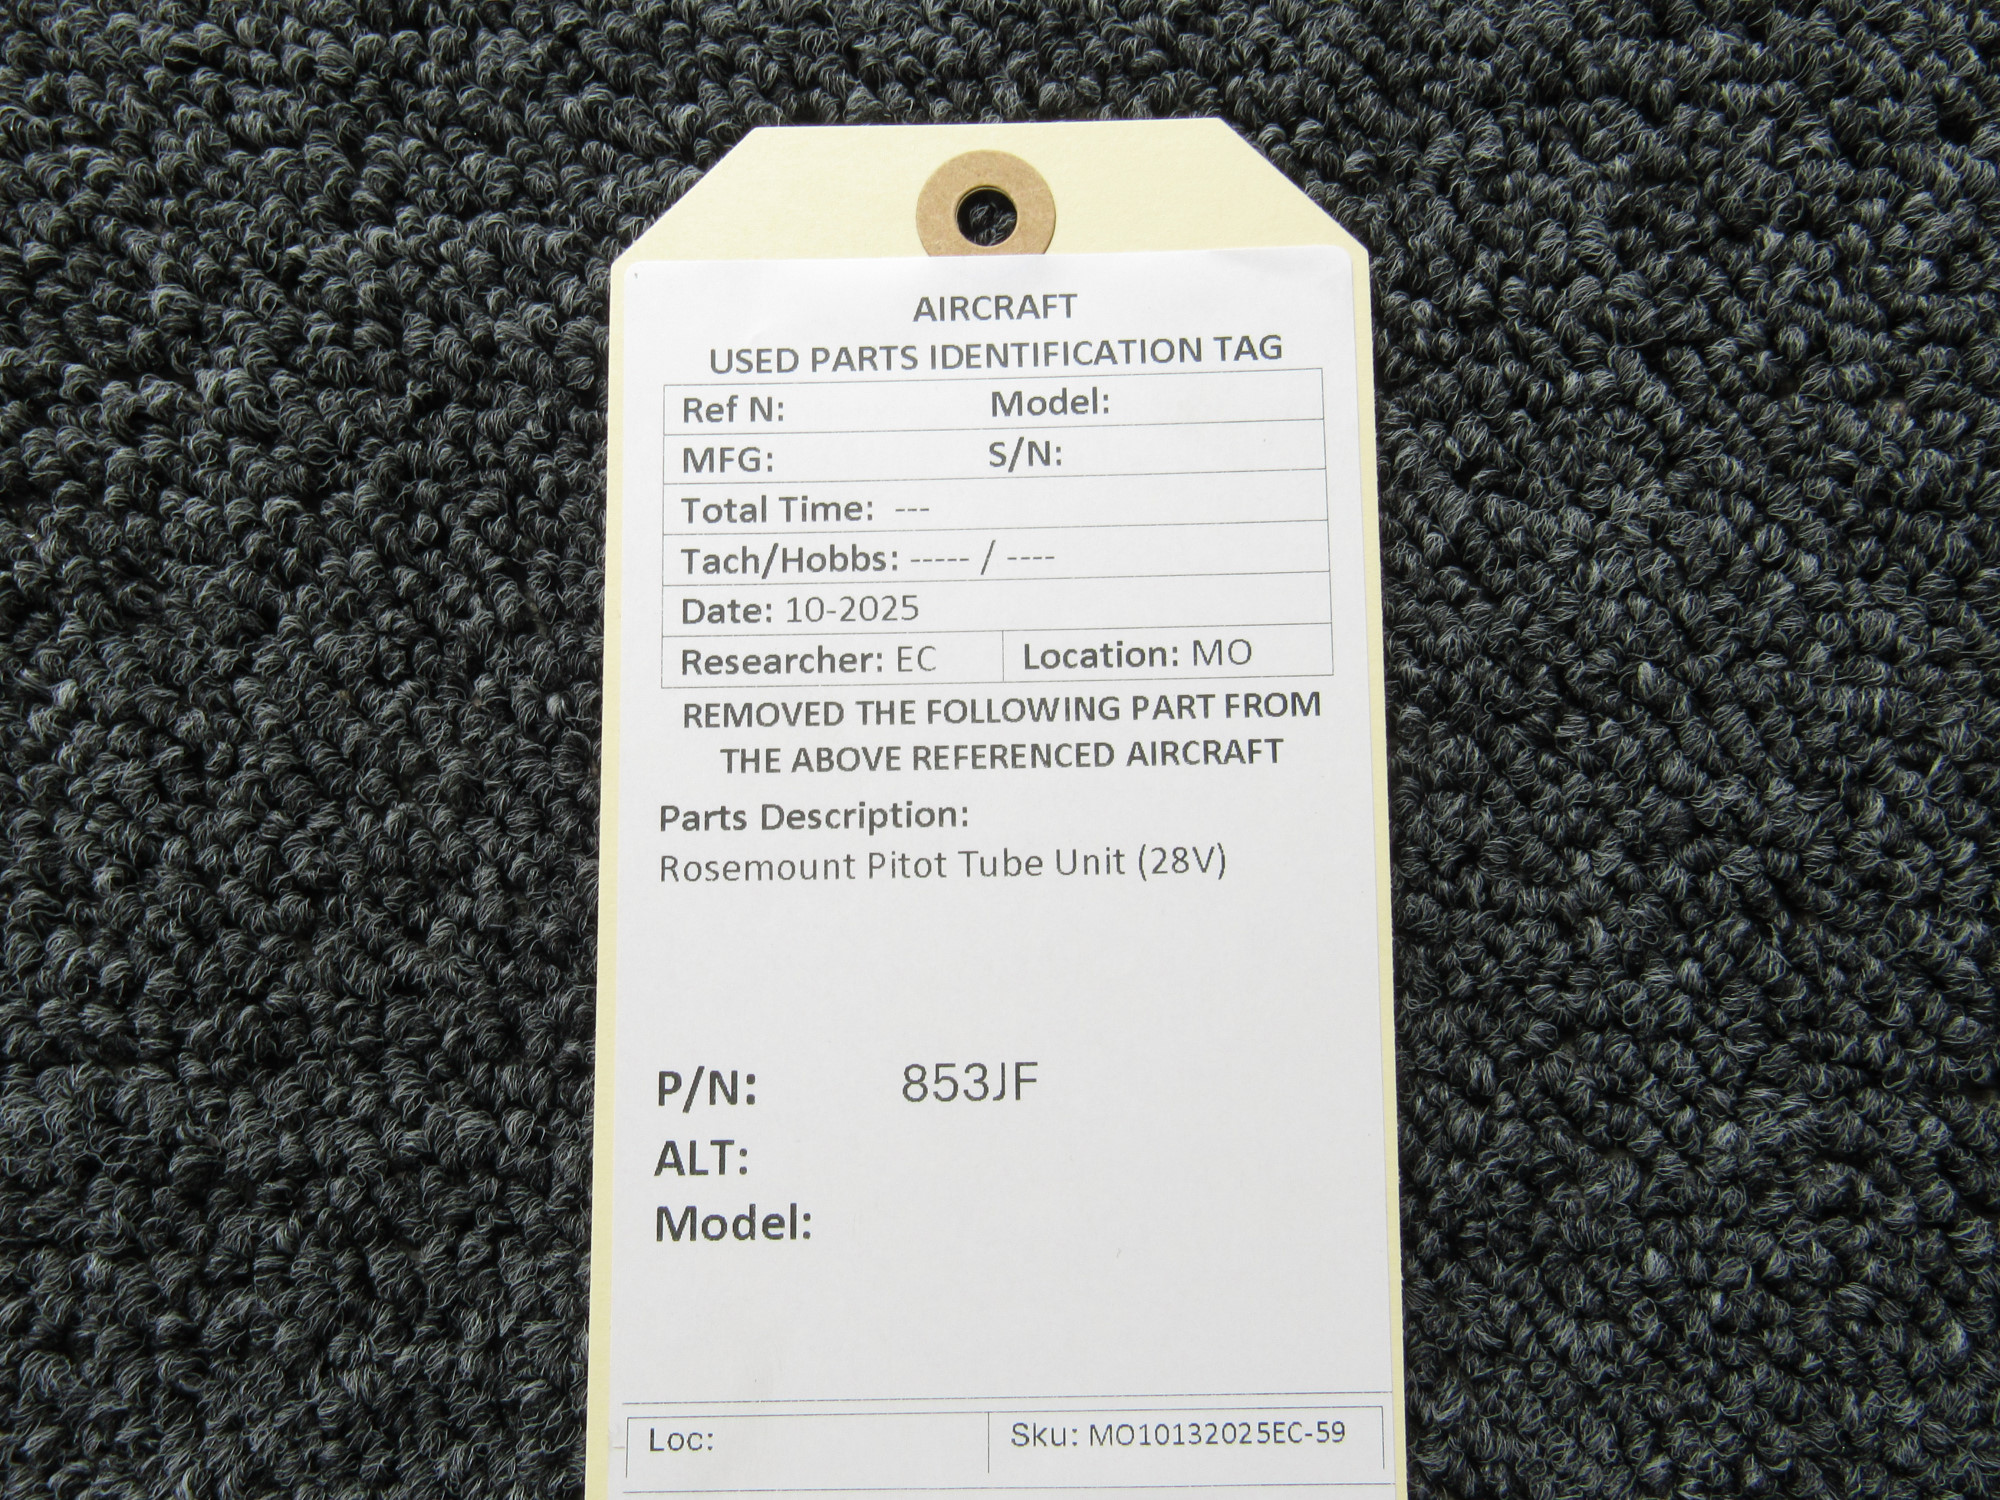 AIRCRAFT
USED PARTS IDENTIFICATION TAG
Ref N: Model:
MFG: S/N:
Total Time: ---
Tach/Hobbs: ----- / ----
Date: 10-2025
Researcher: EC Location: MO
REMOVED THE FOLLOWING PART FROM
THE ABOVE REFERENCED AIRCRAFT
Parts Description:
Rosemount Pitot Tube Unit (28V)
P/N: 853JF
ALT:
Model:
Loc: Sku: MO10132025EC-59